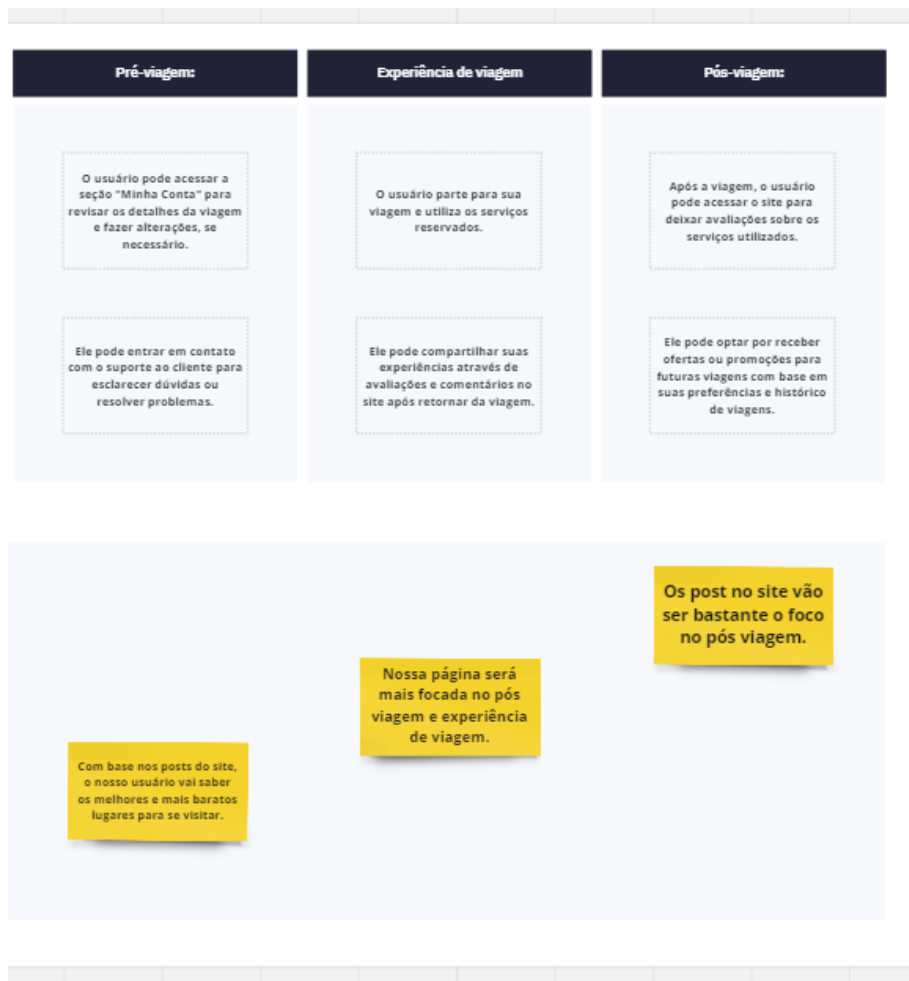 Pré-viagem:
Experiência de viagem
Pós-viagem:
O usuário pode acessar a
seção "Minha Conta" para
revisar os detalhes da viagem
e fazer alterações, se
necessário.
O usuário parte para sua
viagem e utiliza os serviços
reservados.
Após a viagem, o usuário
pode acessar o site para
deixar avaliações sobre os
serviços utilizados.
Ele pode entrar em contato
com o suporte ao cliente para
esclarecer dúvidas ou
resolver problemas.
Ele pode compartilhar suas
experiências através de
avaliações e comentários no
site após retornar da viagem.
Ele pode optar por receber
ofertas ou promoções para
futuras viagens com base em
suas preferências e histórico
de viagens.
Com base nos posts do site,
o nosso usuário vai saber
os melhores e mais baratos
lugares para se visitar.
Nossa página será
mais focada no pós
viagem e experiência
de viagem.
Os post no site vão
ser bastante o foco
no pós viagem.